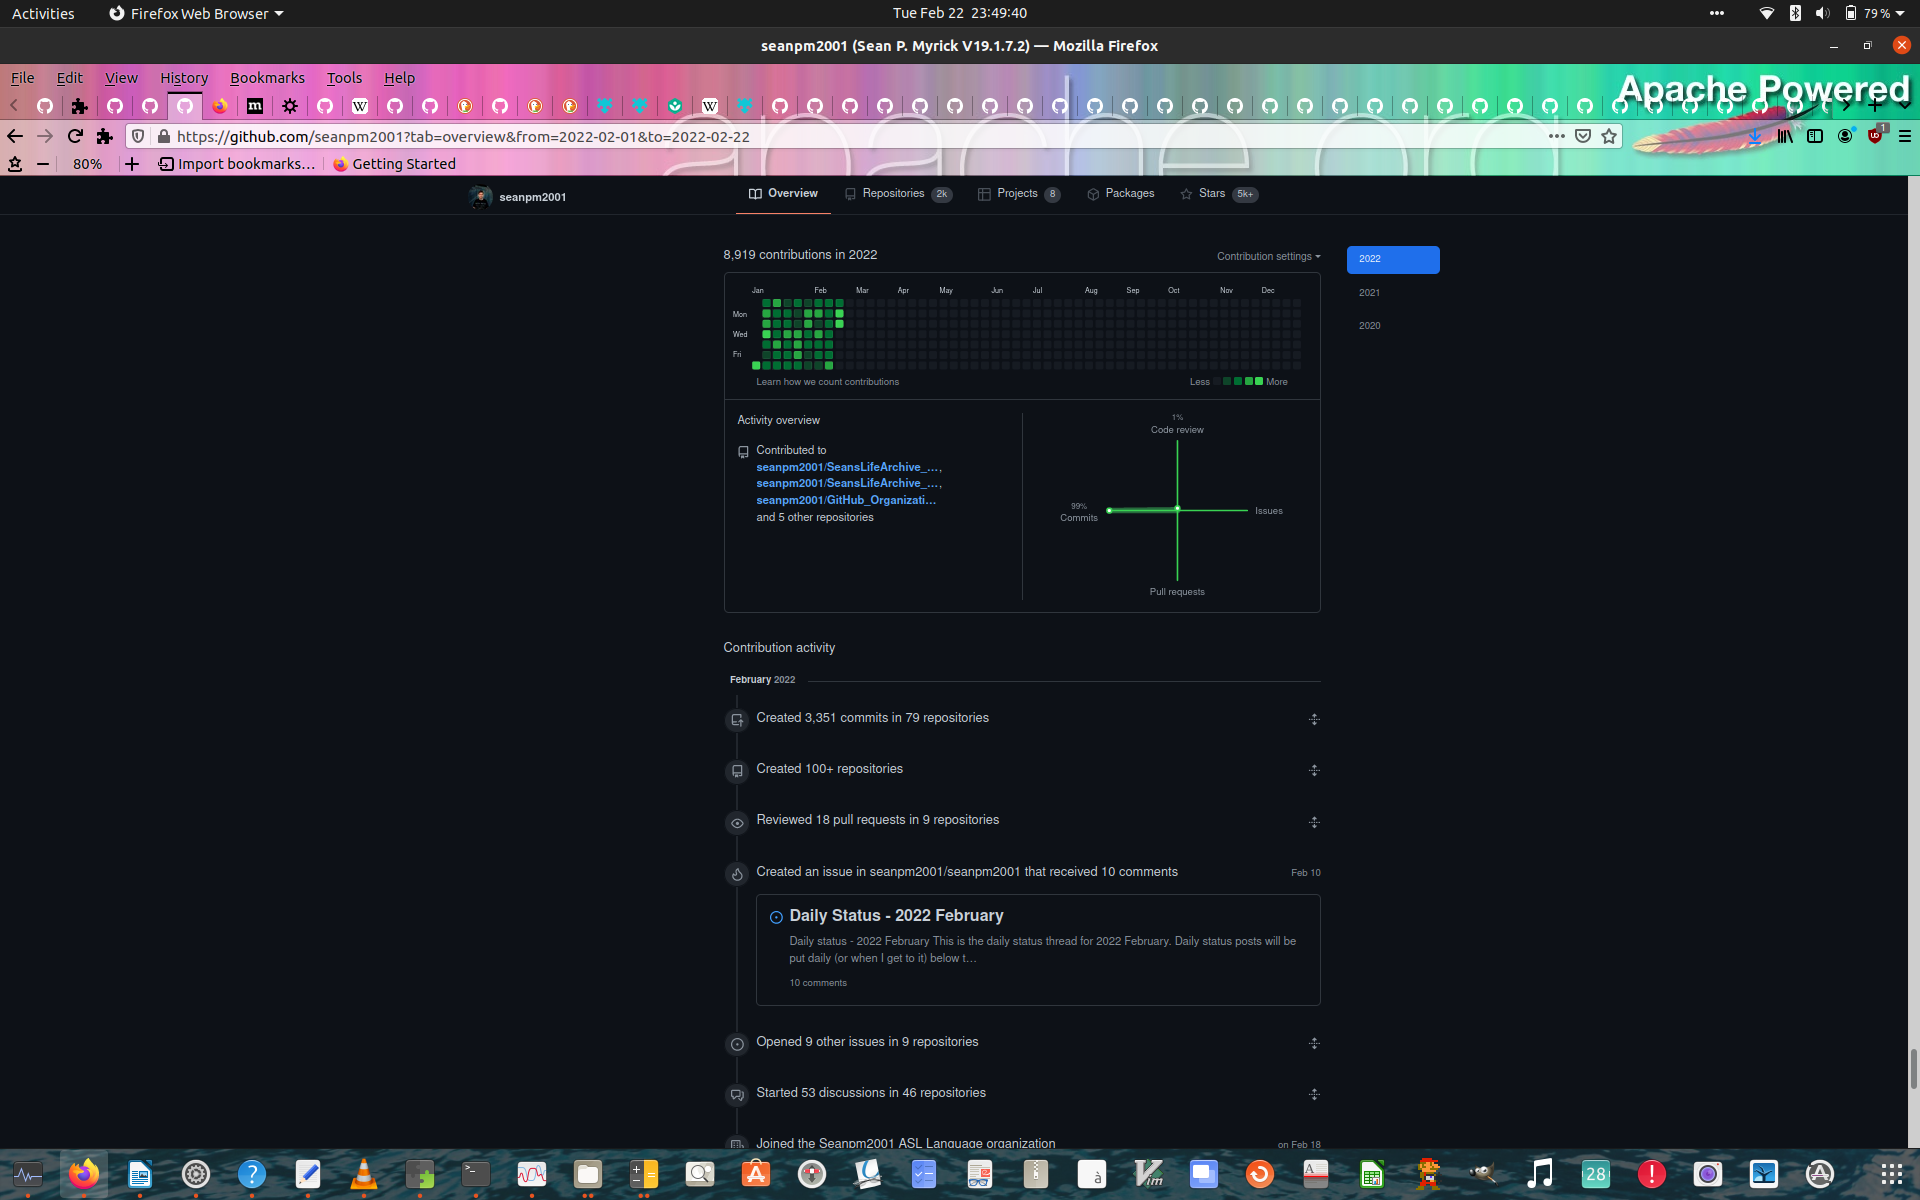 Activities
Firefox Web Browser
Tue Feb 22 23:49:40
79 %
seanpm2001 (Sean P. Myrick V19.1.7.2) — Mozilla Firefox
File Edit View History Bookmarks Tools Help
Apache Powered
https://github.com/seanpm2001?tab=overview&from=2022-02-01&to=2022-02-22
1
80%
Import bookmarks…
Getting Started
seanpm2001
Overview
Repositories 2k
Projects 8
Packages
Stars 5k+
8,919 contributions in 2022
Contribution settings
2022
2021
2020
Jan Feb Mar Apr May Jun Jul Aug Sep Oct Nov Dec
Mon
Wed
Fri
Learn how we count contributions
Less More
Activity overview
Contributed to
seanpm2001/SeansLifeArchive_…,
seanpm2001/SeansLifeArchive_…,
seanpm2001/GitHub_Organizati…
and 5 other repositories
1%
Code review
99%
Commits
Issues
Pull requests
Contribution activity
February 2022
Created 3,351 commits in 79 repositories
Created 100+ repositories
Reviewed 18 pull requests in 9 repositories
Created an issue in seanpm2001/seanpm2001 that received 10 comments
Feb 10
Daily Status - 2022 February
Daily status - 2022 February This is the daily status thread for 2022 February. Daily status posts will be
put daily (or when I get to it) below t…
10 comments
Opened 9 other issues in 9 repositories
Started 53 discussions in 46 repositories
Joined the Seanpm2001 ASL Language organization
on Feb 18
28